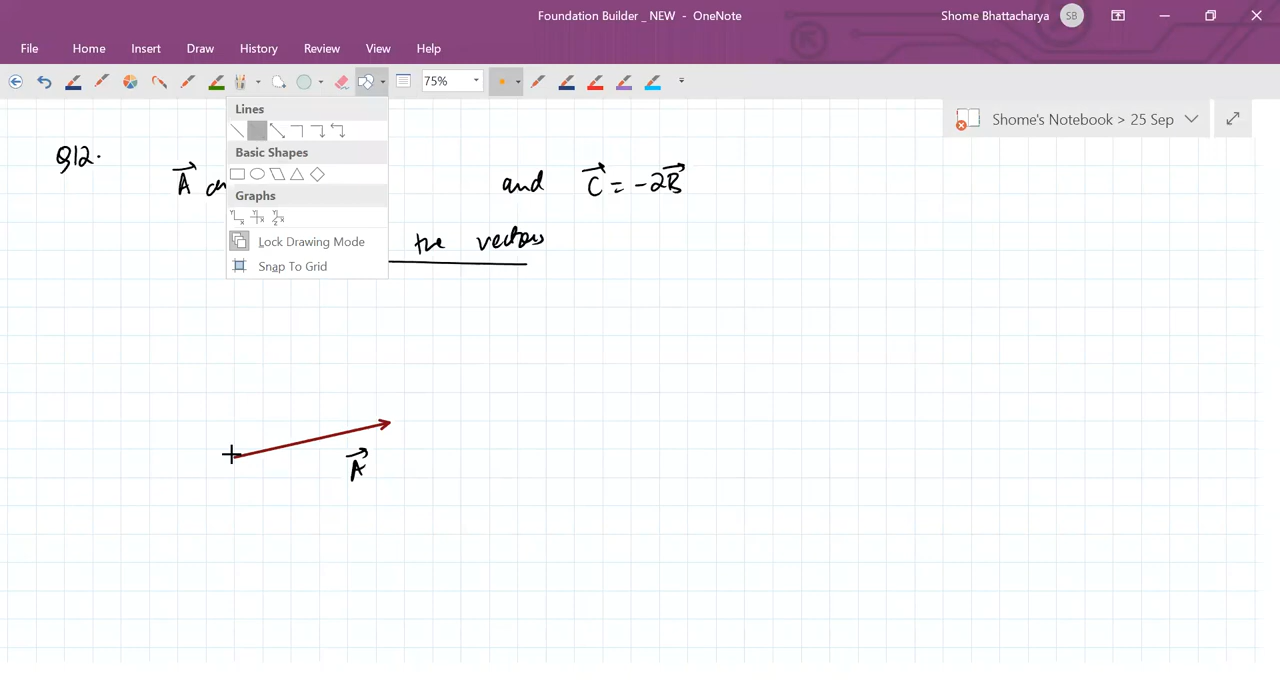 Foundation Builder _ NEW - OneNote
Shome Bhattacharya
SB
File Home Insert Draw History Review View Help
75%
Lines
Basic Shapes
Graphs
Lock Drawing Mode
Snap To Grid
Shome's Notebook > 25 Sep
Q12.
A⃗ and C⃗ = -2B⃗
the vectors
A⃗